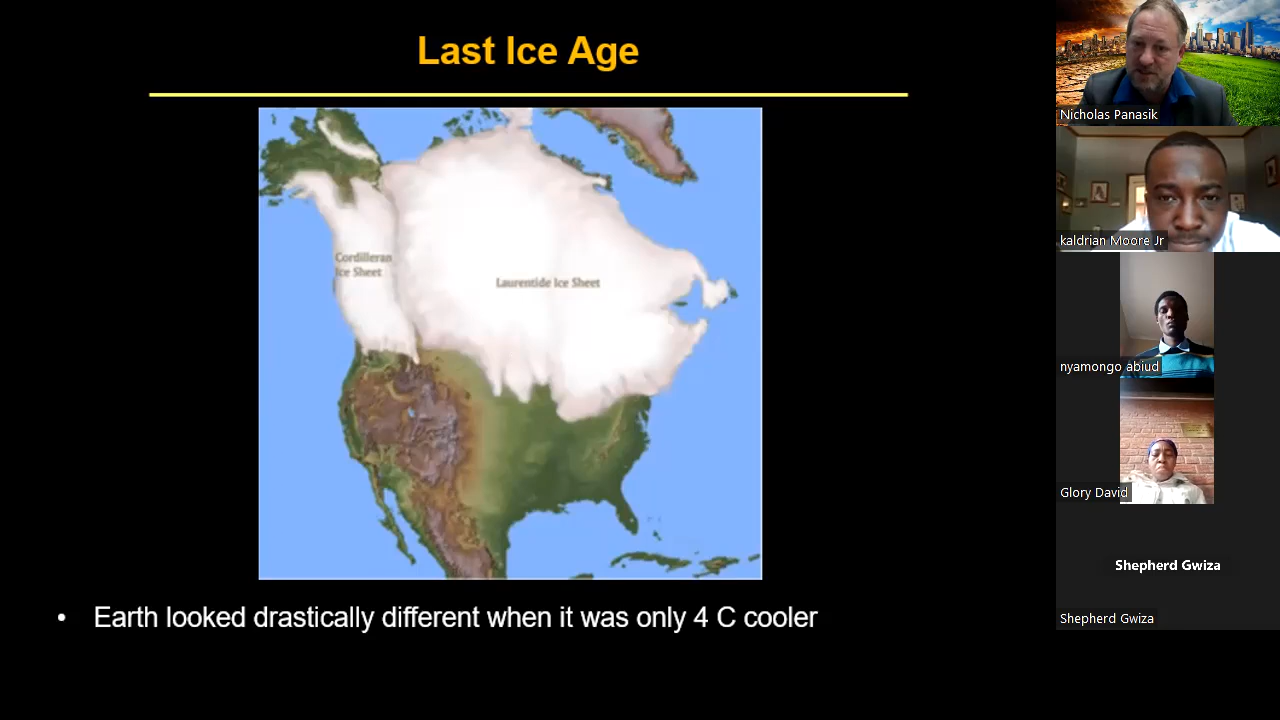 Last Ice Age
Cordilleran
Ice Sheet
Laurentide Ice Sheet
• Earth looked drastically different when it was only 4 C cooler
Nicholas Panasik
kaldrian Moore Jr
nyamongo abiud
Glory David
Shepherd Gwiza
Shepherd Gwiza